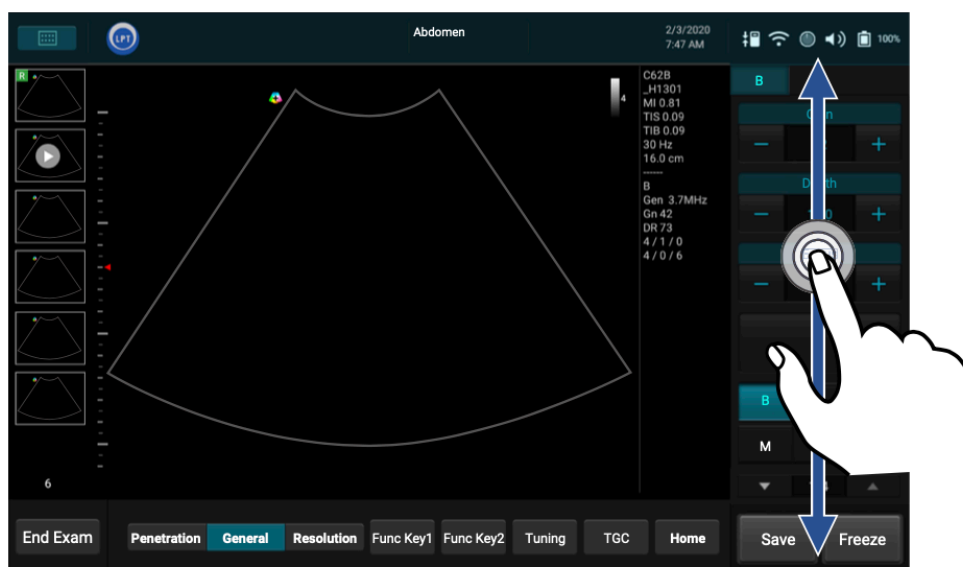 LPT
Abdomen
2/3/2020
7:47 AM
100%
R
4
C62B
_H1301
MI 0.81
TIS 0.09
TIB 0.09
30 Hz
16.0 cm
------
B
Gen 3.7MHz
Gn 42
DR 73
4 / 1 / 0
4 / 0 / 6
B
B
M
6
End Exam
Penetration General Resolution Func Key1 Func Key2 Tuning TGC Home
Save Freeze